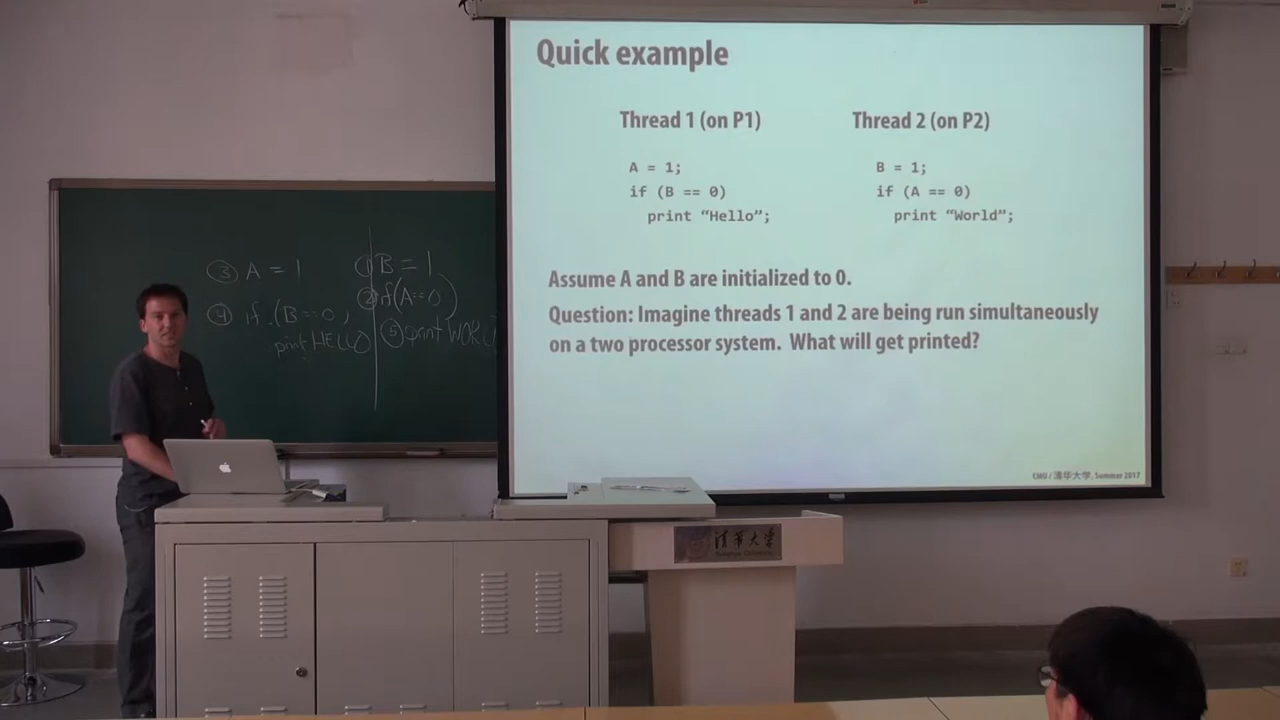 Quick example
Thread 1 (on P1)
Thread 2 (on P2)
A = 1;
if (B == 0)
print “Hello”;
B = 1;
if (A == 0)
print “World”;
Assume A and B are initialized to 0.
Question: Imagine threads 1 and 2 are being run simultaneously
on a two processor system. What will get printed?
CMU / 清华大学, Summer 2017
③ A = 1
④ if (B == 0,
print HELLO
① B = 1
② if (A == 0)
⑤ print
清华大学
Tsinghua University